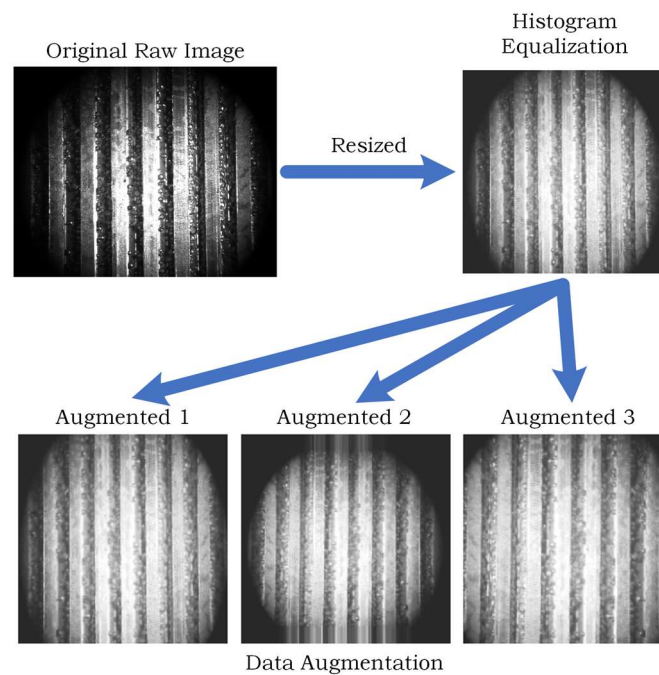 Original Raw Image
Histogram
Equalization
Resized
Augmented 1
Augmented 2
Augmented 3
Data Augmentation